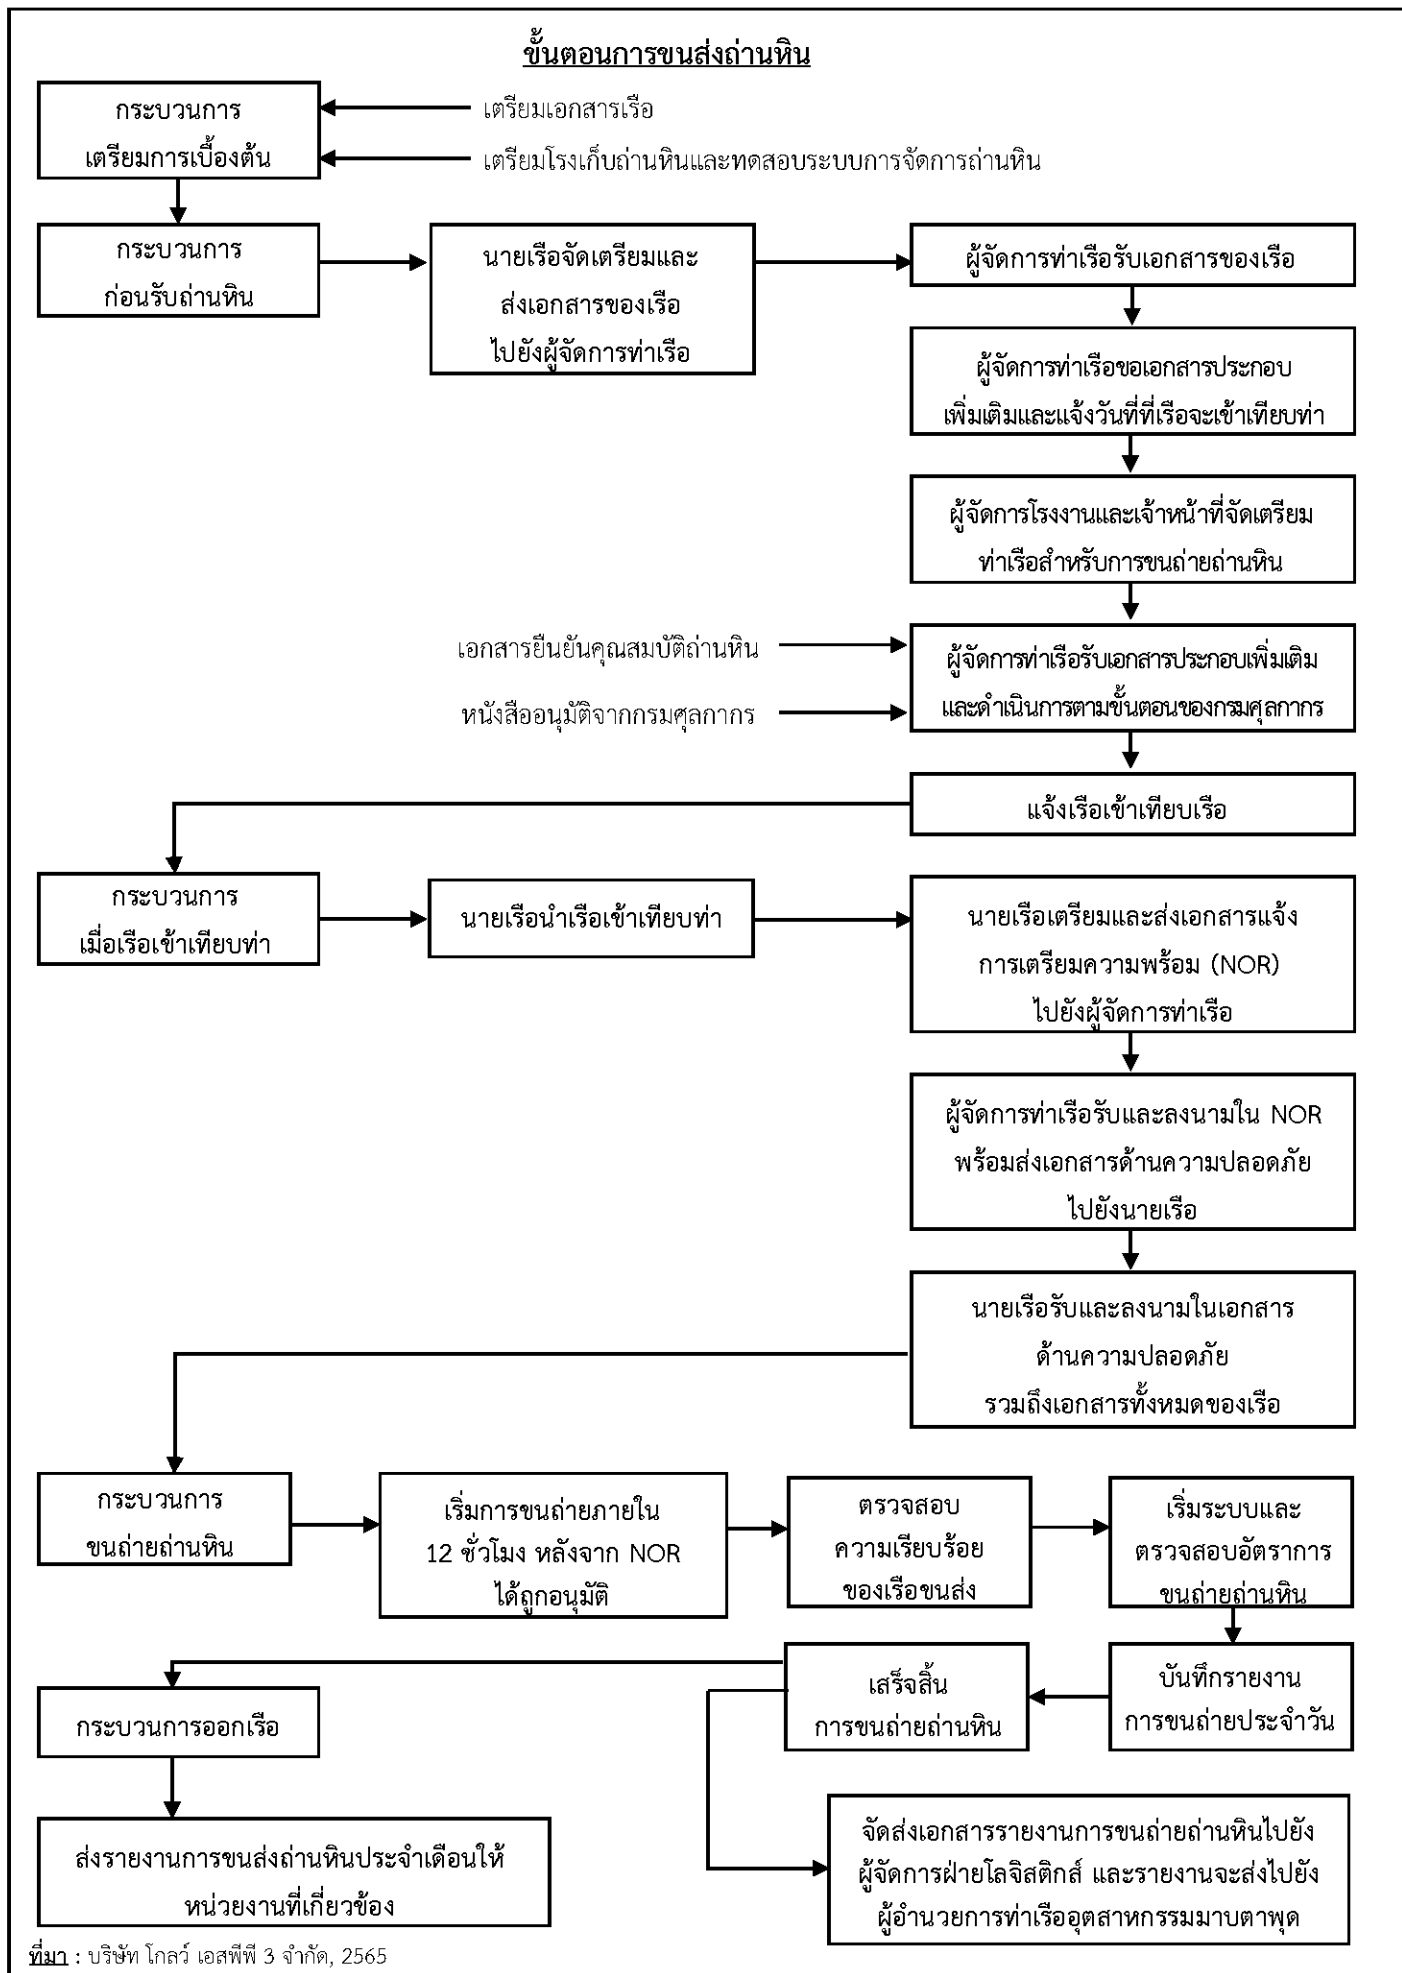 ขั้นตอนการขนส่งถ่านหิน
กระบวนการ
เตรียมการเบื้องต้น
เตรียมเอกสารเรือ
เตรียมโรงเก็บถ่านหินและทดสอบระบบการจัดการถ่านหิน
กระบวนการ
ก่อนรับถ่านหิน
นายเรือจัดเตรียมและ
ส่งเอกสารของเรือ
ไปยังผู้จัดการท่าเรือ
ผู้จัดการท่าเรือรับเอกสารของเรือ
ผู้จัดการท่าเรือขอเอกสารประกอบ
เพิ่มเติมและแจ้งวันที่ที่เรือจะเข้าเทียบท่า
ผู้จัดการโรงงานและเจ้าหน้าที่จัดเตรียม
ท่าเรือสำหรับการขนถ่ายถ่านหิน
เอกสารยืนยันคุณสมบัติถ่านหิน
หนังสืออนุมัติจากกรมศุลกากร
ผู้จัดการท่าเรือรับเอกสารประกอบเพิ่มเติม
และดำเนินการตามขั้นตอนของกรมศุลกากร
แจ้งเรือเข้าเทียบเรือ
กระบวนการ
เมื่อเรือเข้าเทียบท่า
นายเรือนำเรือเข้าเทียบท่า
นายเรือเตรียมและส่งเอกสารแจ้ง
การเตรียมความพร้อม (NOR)
ไปยังผู้จัดการท่าเรือ
ผู้จัดการท่าเรือรับและลงนามใน NOR
พร้อมส่งเอกสารด้านความปลอดภัย
ไปยังนายเรือ
นายเรือรับและลงนามในเอกสาร
ด้านความปลอดภัย
รวมถึงเอกสารทั้งหมดของเรือ
กระบวนการ
ขนถ่ายถ่านหิน
เริ่มการขนถ่ายภายใน
12 ชั่วโมง หลังจาก NOR
ได้ถูกอนุมัติ
ตรวจสอบ
ความเรียบร้อย
ของเรือขนส่ง
เริ่มระบบและ
ตรวจสอบอัตราการ
ขนถ่ายถ่านหิน
บันทึกรายงาน
การขนถ่ายประจำวัน
เสร็จสิ้น
การขนถ่ายถ่านหิน
กระบวนการออกเรือ
ส่งรายงานการขนส่งถ่านหินประจำเดือนให้
หน่วยงานที่เกี่ยวข้อง
จัดส่งเอกสารรายงานการขนถ่ายถ่านหินไปยัง
ผู้จัดการฝ่ายโลจิสติกส์ และรายงานจะส่งไปยัง
ผู้อำนวยการท่าเรืออุตสาหกรรมมาบตาพุด
ที่มา : บริษัท โกลว์ เอสพีพี 3 จำกัด, 2565